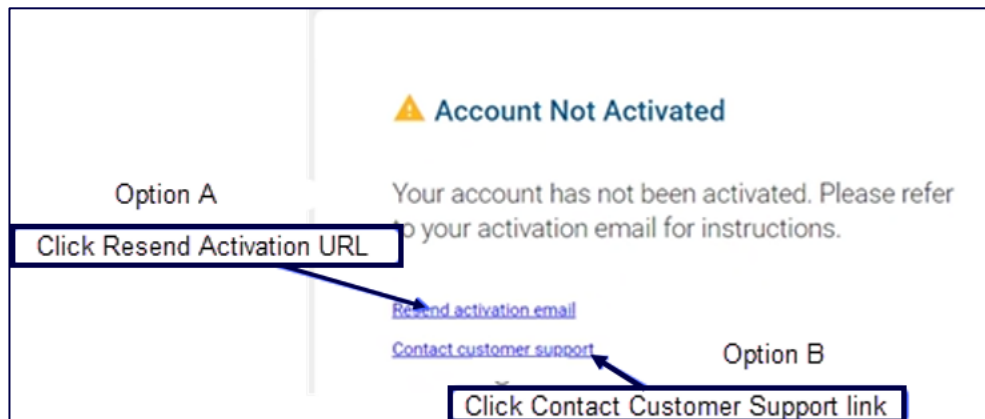 Account Not Activated
Option A
Your account has not been activated. Please refer
Click Resend Activation URL
to your activation email for instructions.
Resend activation email
Contact customer support
Option B
Click Contact Customer Support link